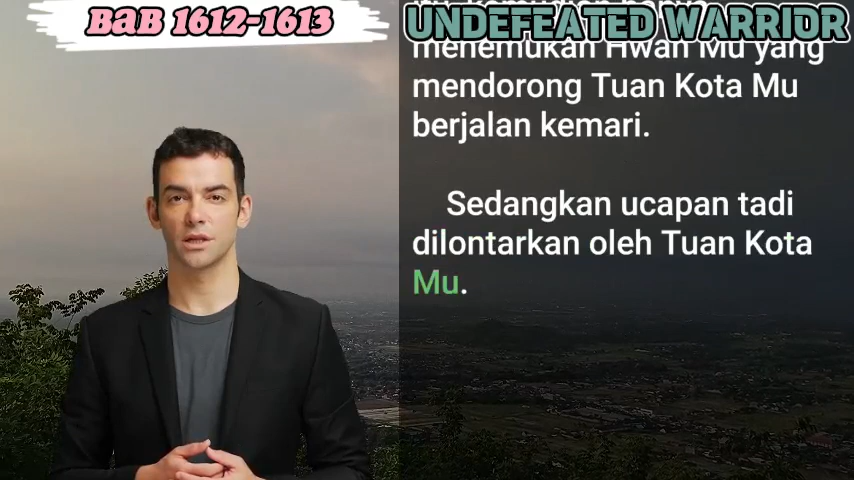 BAB 1612-1613
UNDEFEATED WARRIOR
menemukan Hwan Mu yang
mendorong Tuan Kota Mu
berjalan kemari.
Sedangkan ucapan tadi
dilontarkan oleh Tuan Kota
Mu.